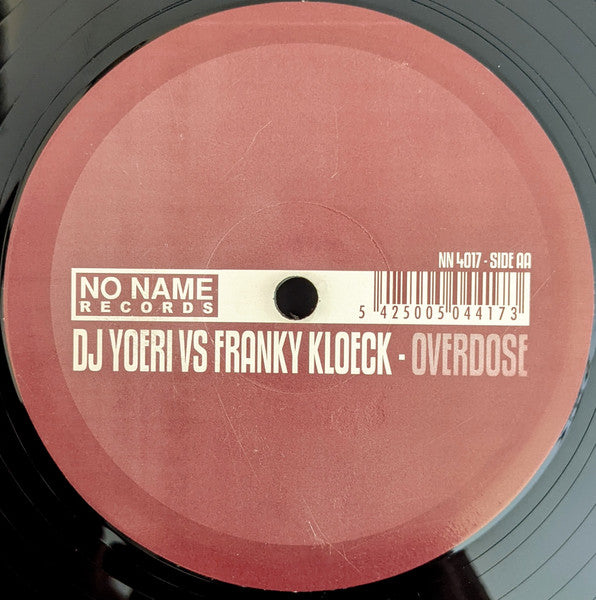 NN 4017 - SIDE AA
NO NAME
RECORDS
5 425005 044173
DJ YOERI VS FRANKY KLOECK - OVERDOSE